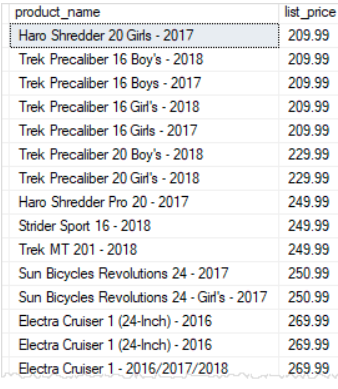 product_name list_price
Haro Shredder 20 Girls - 2017 209.99
Trek Precaliber 16 Boy's - 2018 209.99
Trek Precaliber 16 Boys - 2017 209.99
Trek Precaliber 16 Girl's - 2018 209.99
Trek Precaliber 16 Girls - 2017 209.99
Trek Precaliber 20 Boy's - 2018 229.99
Trek Precaliber 20 Girl's - 2018 229.99
Haro Shredder Pro 20 - 2017 249.99
Strider Sport 16 - 2018 249.99
Trek MT 201 - 2018 249.99
Sun Bicycles Revolutions 24 - 2017 250.99
Sun Bicycles Revolutions 24 - Girl's - 2017 250.99
Electra Cruiser 1 (24-Inch) - 2016 269.99
Electra Cruiser 1 (24-Inch) - 2016 269.99
Electra Cruiser 1 - 2016/2017/2018 269.99